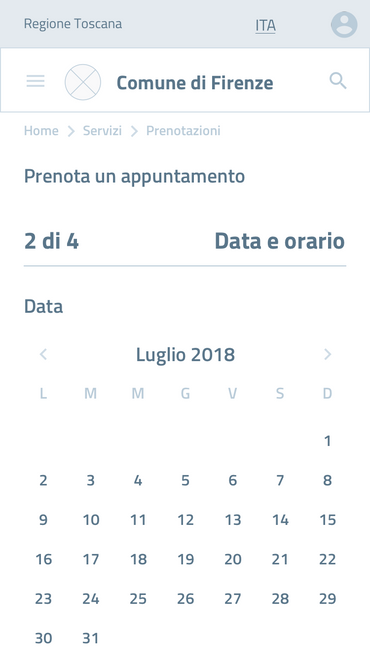 Regione Toscana ITA
Comune di Firenze
Home Servizi Prenotazioni
Prenota un appuntamento
2 di 4 Data e orario
Data
Luglio 2018
L M M G V S D
1
2 3 4 5 6 7 8
9 10 11 12 13 14 15
16 17 18 19 20 21 22
23 24 25 26 27 28 29
30 31